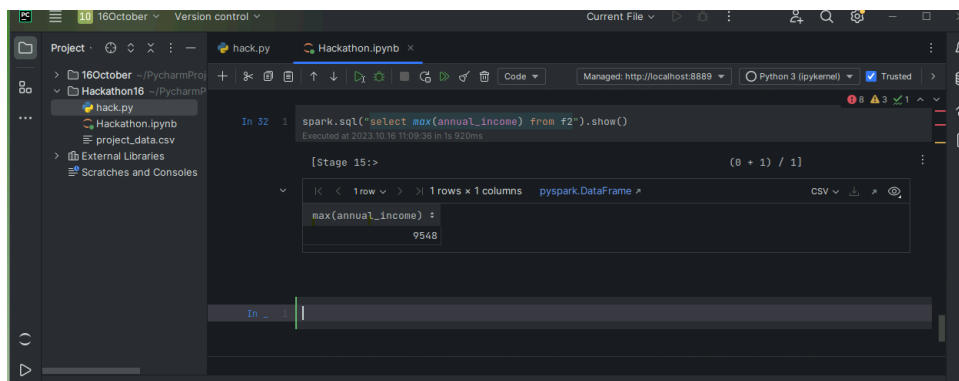 PC 10 16October Version control Current File
Project hack.py Hackathon.ipynb
16October ~/PycharmProj
Code Managed: http://localhost:8889 Python 3 (ipykernel) Trusted
Hackathon16 ~/PycharmP
8 3 1
hack.py
Hackathon.ipynb
In 32 1 spark.sql("select max(annual_income) from f2").show()
Executed at 2023.10.16 11:09:36 in 1s 920ms
project_data.csv
External Libraries
[Stage 15:> (0 + 1) / 1]
Scratches and Consoles
1 row 1 rows × 1 columns pyspark.DataFrame CSV
max(annual_income)
9548
In _ 1